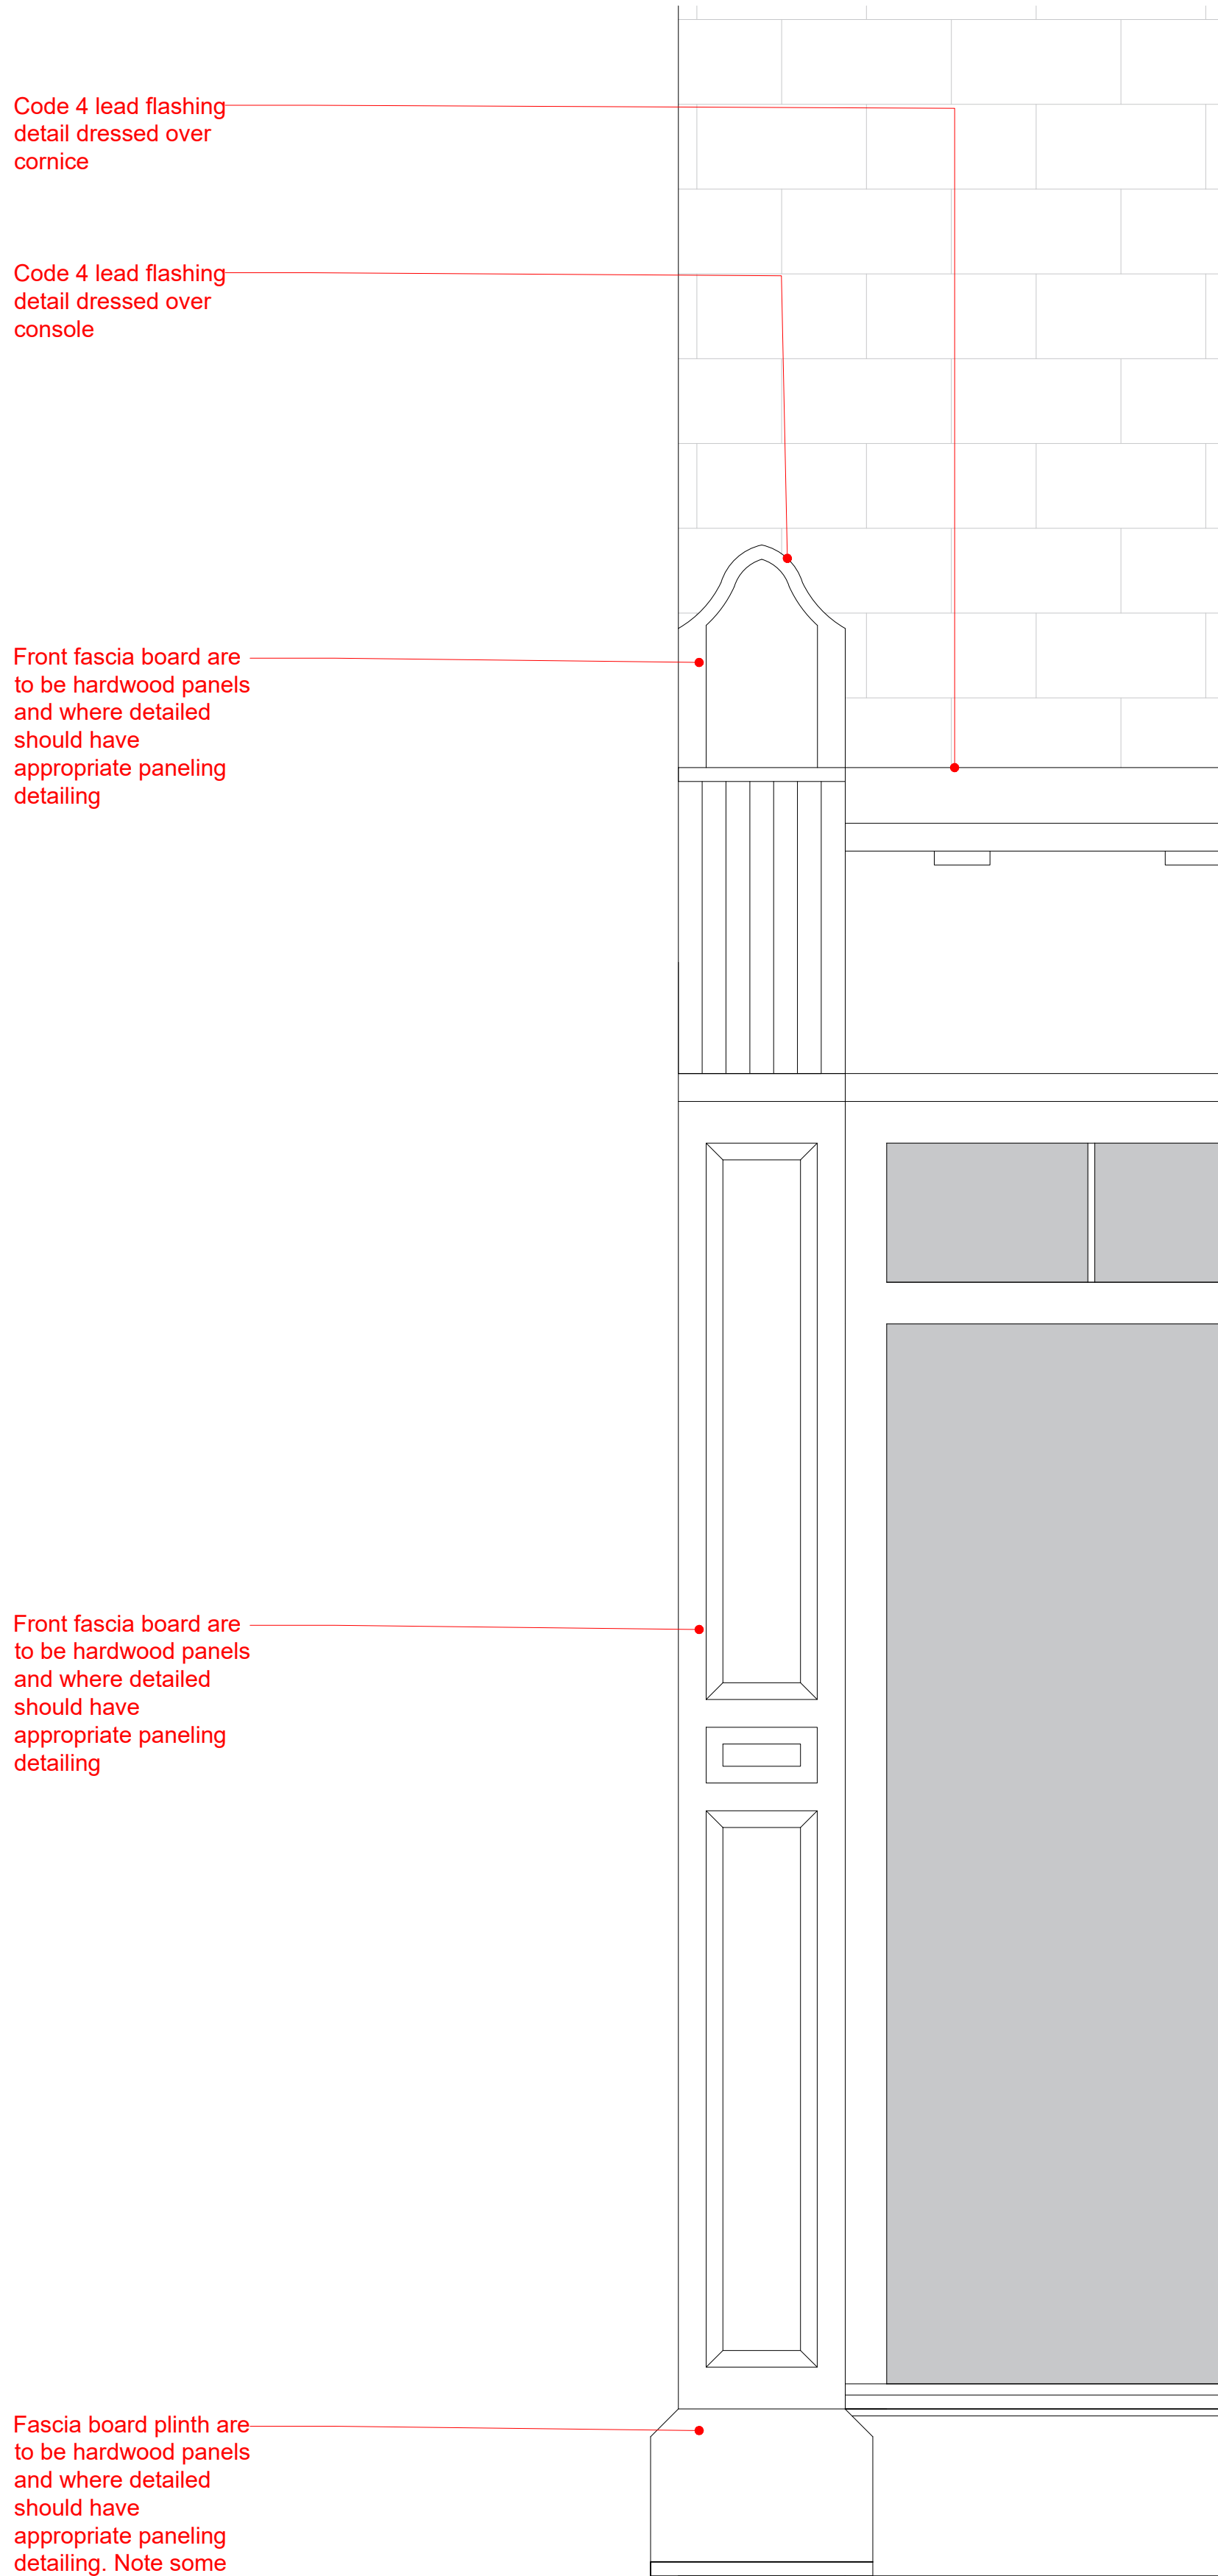 Code 4 lead flashing
detail dressed over
cornice
Code 4 lead flashing
detail dressed over
console
Front fascia board are
to be hardwood panels
and where detailed
should have
appropriate paneling
detailing
Front fascia board are
to be hardwood panels
and where detailed
should have
appropriate paneling
detailing
Fascia board plinth are
to be hardwood panels
and where detailed
should have
appropriate paneling
detailing. Note some